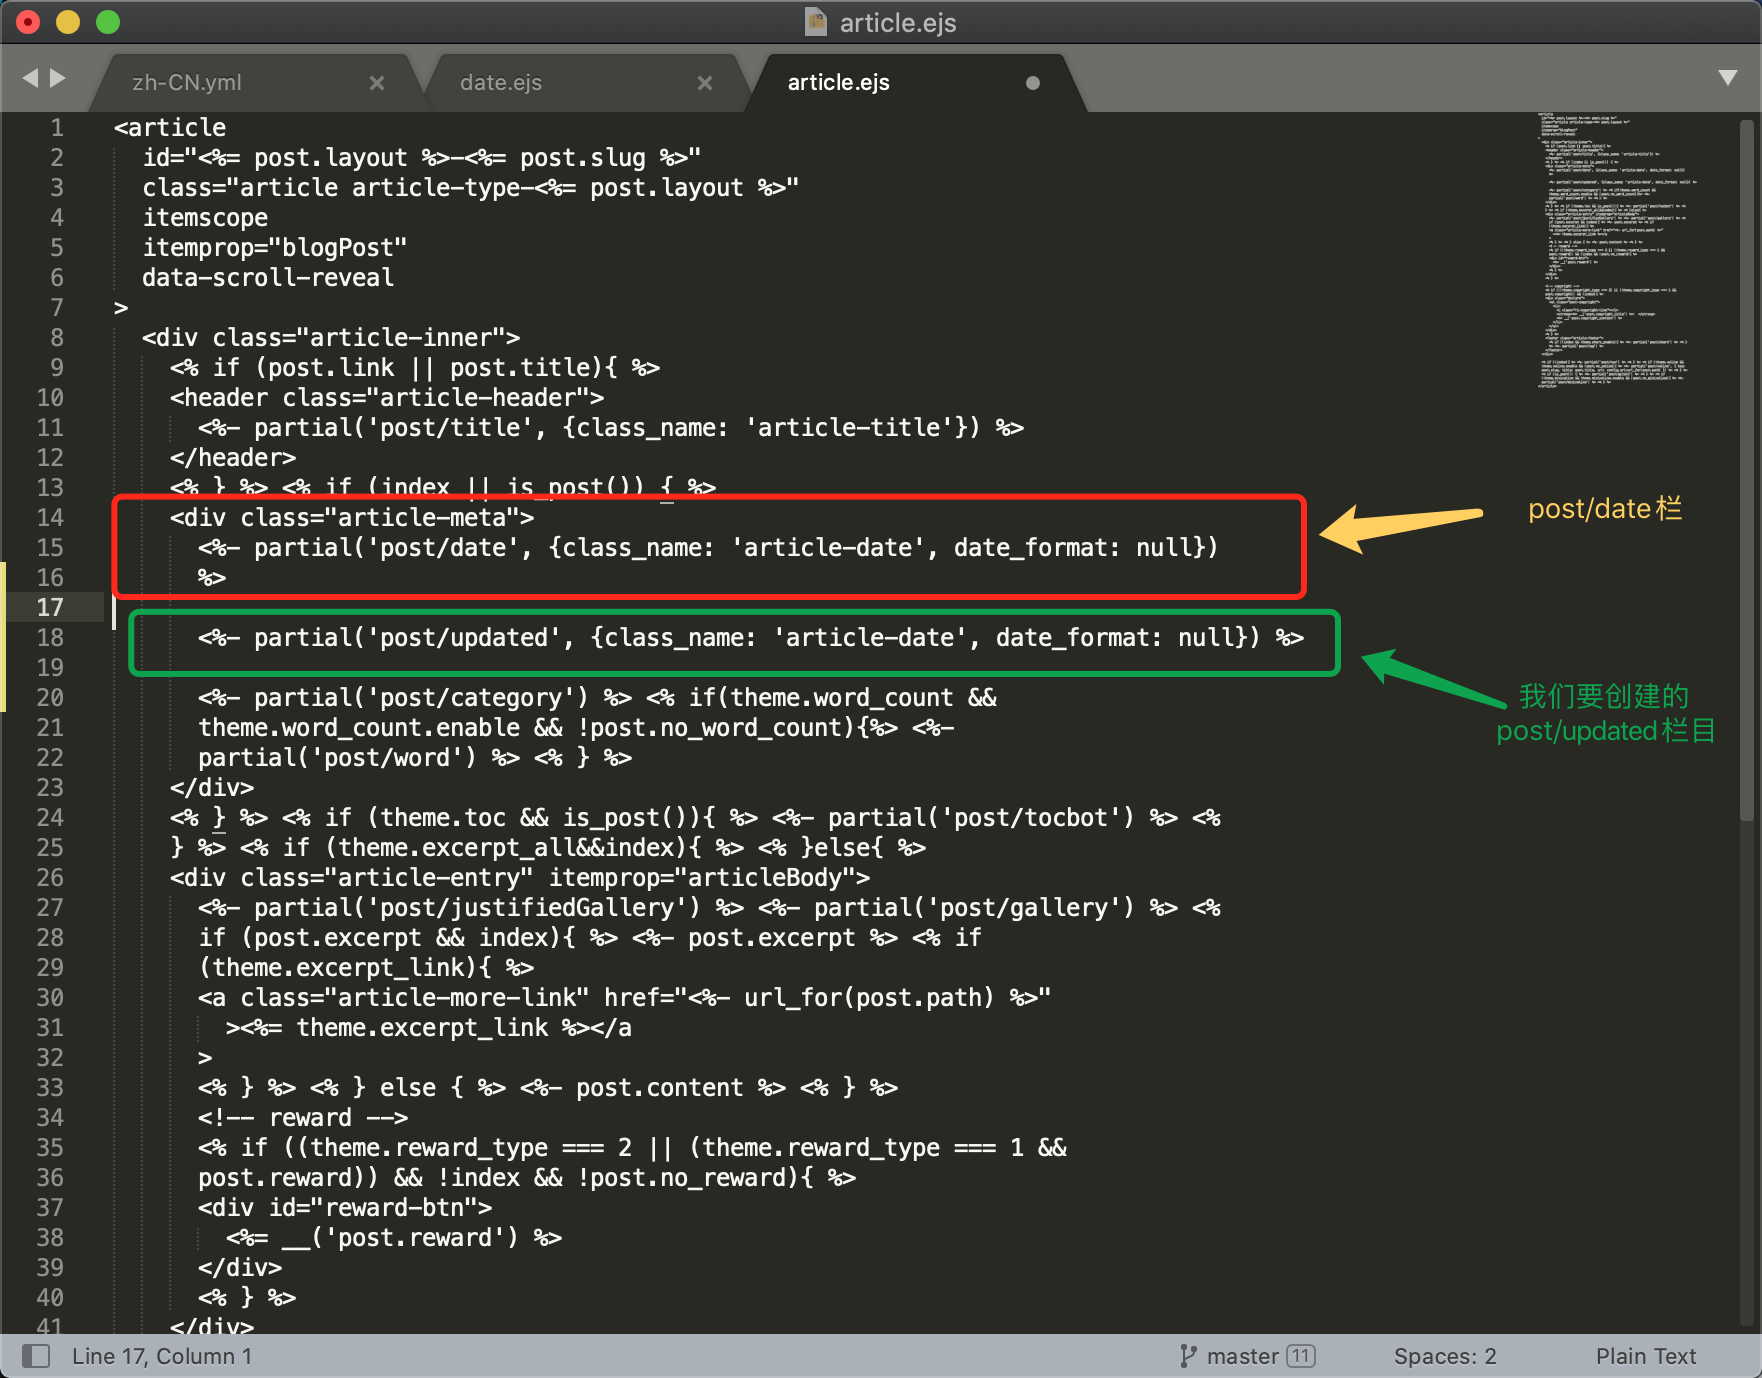 article.ejs
zh-CN.yml
date.ejs
article.ejs
1 <article
2 id="<%= post.layout %>-<%= post.slug %>"
3 class="article article-type-<%= post.layout %>"
4 itemscope
5 itemprop="blogPost"
6 data-scroll-reveal
7 >
8 <div class="article-inner">
9 <% if (post.link || post.title){ %>
10 <header class="article-header">
11 <%- partial('post/title', {class_name: 'article-title'}) %>
12 </header>
13 <% } %> <% if (index || is_post()) { %>
14 <div class="article-meta">
15 <%- partial('post/date', {class_name: 'article-date', date_format: null})
16 %>
17
18 <%- partial('post/updated', {class_name: 'article-date', date_format: null}) %>
19
20 <%- partial('post/category') %> <% if(theme.word_count &&
21 theme.word_count.enable && !post.no_word_count){%> <%-
22 partial('post/word') %> <% } %>
23 </div>
24 <% } %> <% if (theme.toc && is_post()){ %> <%- partial('post/tocbot') %> <%
25 } %> <% if (theme.excerpt_all&&index){ %> <% }else{ %>
26 <div class="article-entry" itemprop="articleBody">
27 <%- partial('post/justifiedGallery') %> <%- partial('post/gallery') %> <%
28 if (post.excerpt && index){ %> <%- post.excerpt %> <% if
29 (theme.excerpt_link){ %>
30 <a class="article-more-link" href="<%- url_for(post.path) %>"
31 ><%= theme.excerpt_link %></a
32 >
33 <% } %> <% } else { %> <%- post.content %> <% } %>
34 <!-- reward -->
35 <% if ((theme.reward_type === 2 || (theme.reward_type === 1 &&
36 post.reward)) && !index && !post.no_reward){ %>
37 <div id="reward-btn">
38 <%= __('post.reward') %>
39 </div>
40 <% } %>
41 </div>
post/date栏
我们要创建的
post/updated栏目
Line 17, Column 1
master 11
Spaces: 2
Plain Text